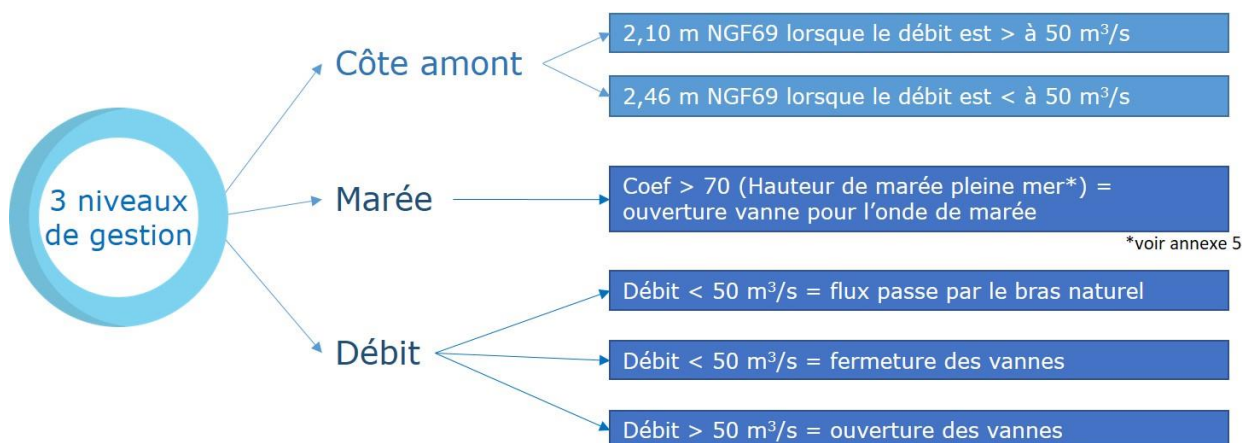 3 niveaux
de gestion
Côte amont
2,10 m NGF69 lorsque le débit est > à 50 m³/s
2,46 m NGF69 lorsque le débit est < à 50 m³/s
Marée
Coef > 70 (Hauteur de marée pleine mer*) =
ouverture vanne pour l’onde de marée
*voir annexe 5
Débit
Débit < 50 m³/s = flux passe par le bras naturel
Débit < 50 m³/s = fermeture des vannes
Débit > 50 m³/s = ouverture des vannes